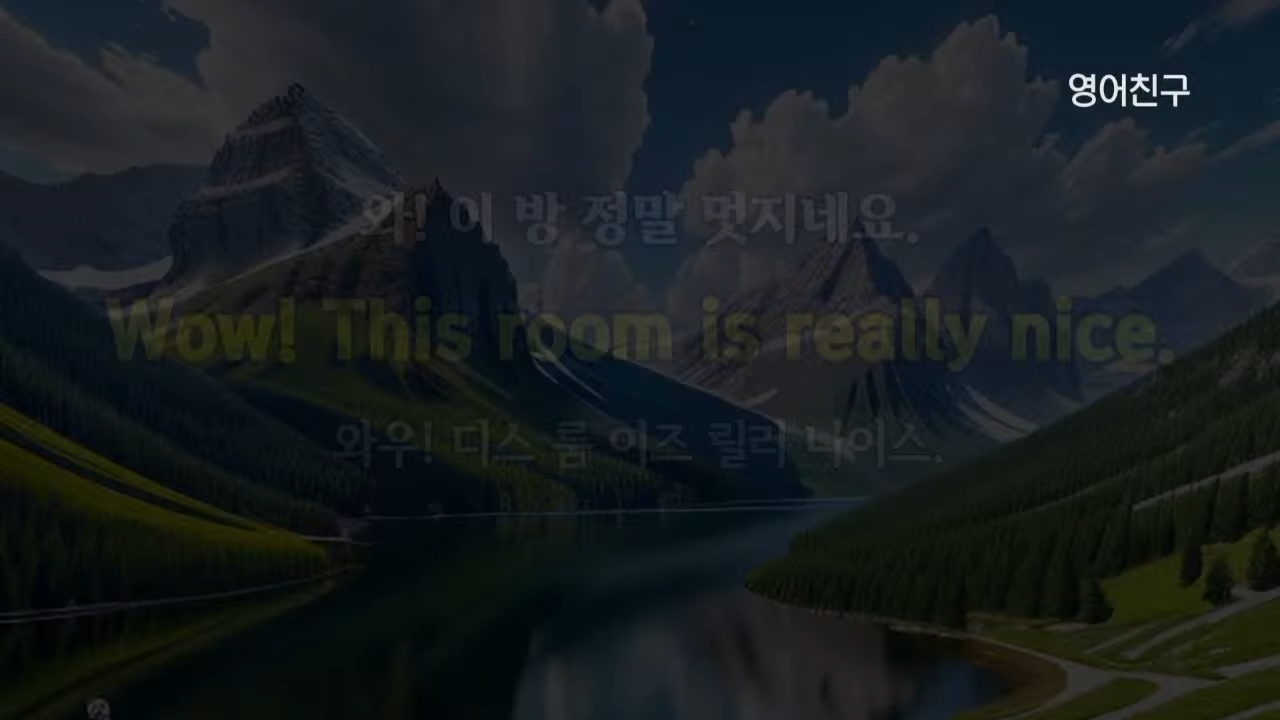 영어친구
와! 이 방 정말 멋지네요.
Wow! This room is really nice.
와우! 디스 룸 이즈 릴리 나이스.